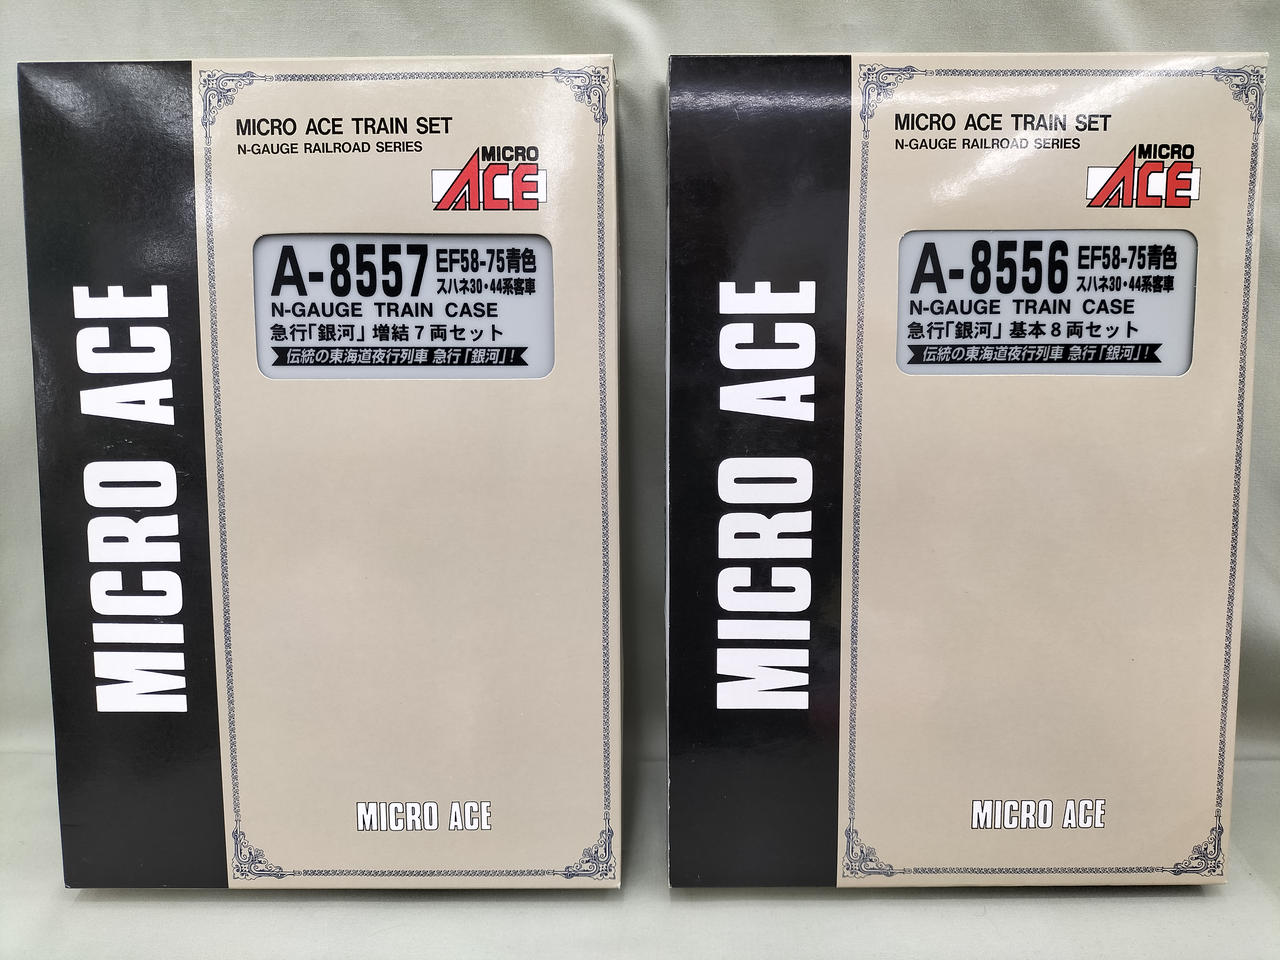 MICRO ACE
MICRO ACE TRAIN SET
N-GAUGE RAILROAD SERIES
MICRO
ACE
A-8557 EF58-75青色
スハネ30・44系客車
N-GAUGE TRAIN CASE
急行「銀河」増結7両セット
伝統の東海道夜行列車 急行「銀河」!
MICRO ACE
MICRO ACE
MICRO ACE TRAIN SET
N-GAUGE RAILROAD SERIES
MICRO
ACE
A-8556 EF58-75青色
スハネ30・44系客車
N-GAUGE TRAIN CASE
急行「銀河」基本8両セット
伝統の東海道夜行列車 急行「銀河」!
MICRO ACE